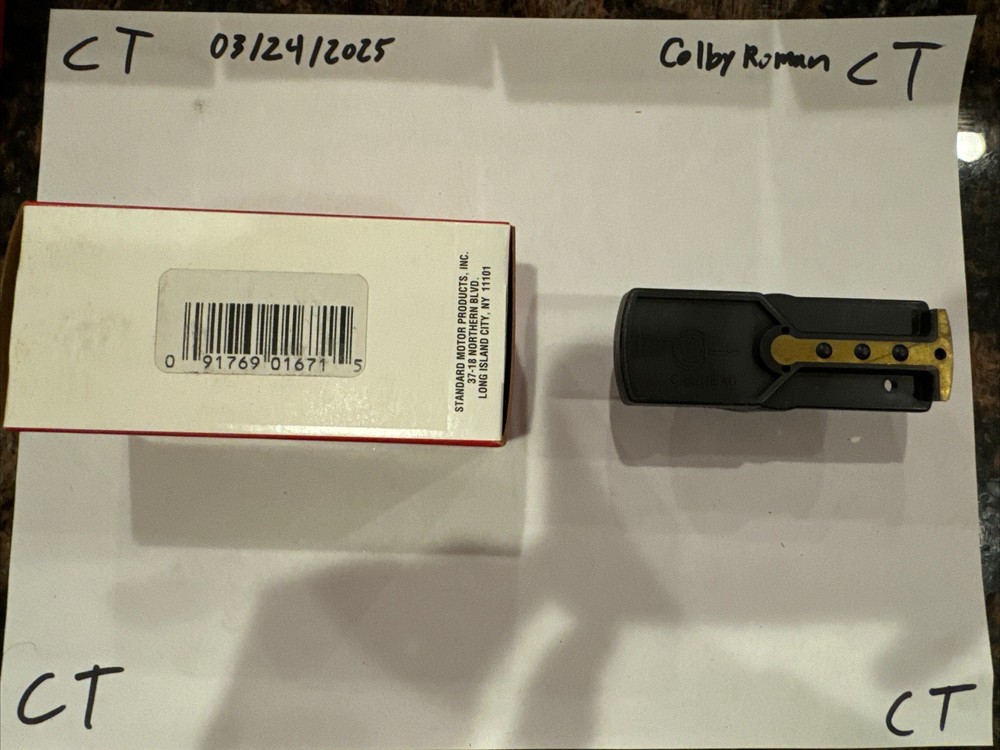 CT 03/24/2025 Colby Roman CT
0 91769 01671 5
STANDARD MOTOR PRODUCTS, INC.
37-18 NORTHERN BLVD.
LONG ISLAND CITY, NY 11101
CT CT